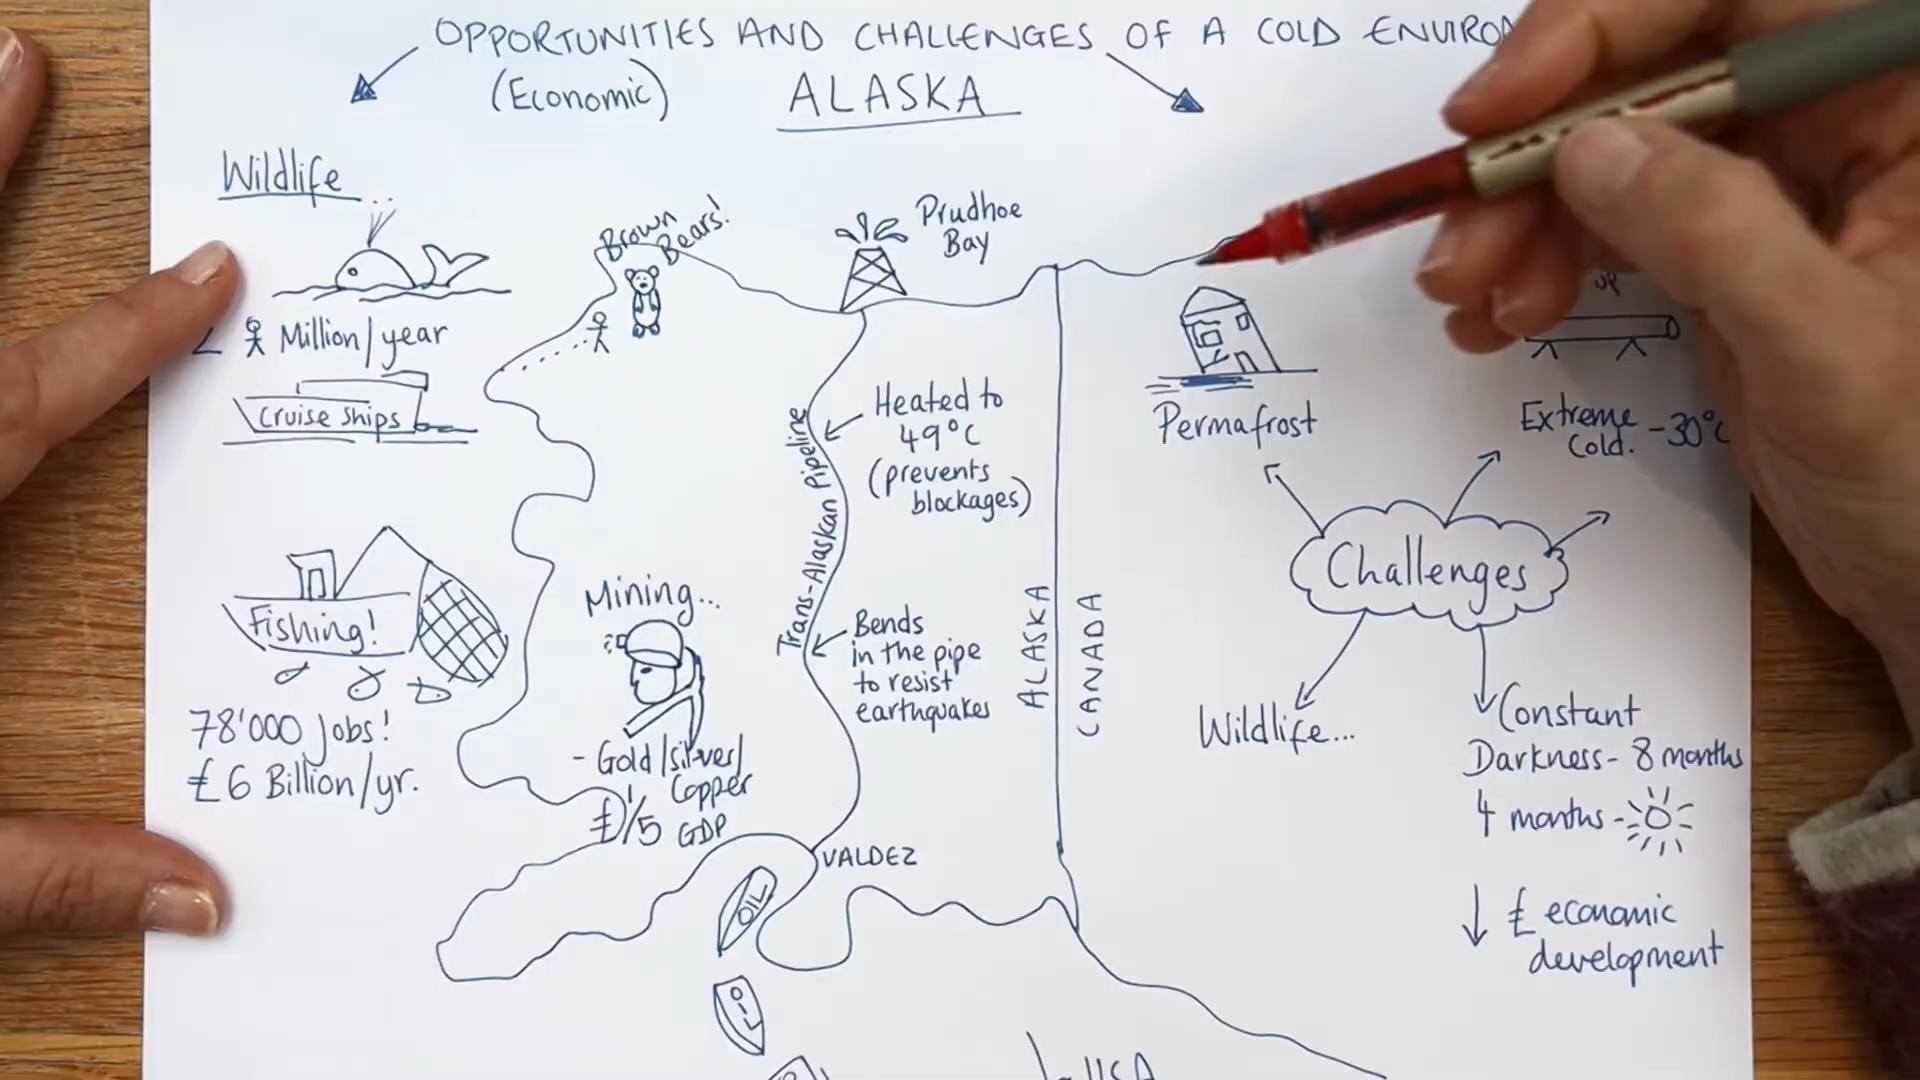 OPPORTUNITIES AND CHALLENGES OF A COLD
(Economic)
ALASKA
Wildlife
Million/year
Cruise ships
Fishing!
78'000 Jobs!
£6 Billion/yr.
Brown
Bears!
Prudhoe
Bay
Heated to
49°C
(prevents
blockages)
Trans-Alaskan Pipeline
Mining...
- Gold/silver/
Copper
£1/5 GDP
Bends
in the pipe
to resist
earthquakes
VALDEZ
OIL
OIL
ALASKA
CANADA
Permafrost
UP
Extreme
Cold. -30°C
Challenges
Wildlife...
Constant
Darkness- 8 months
4 months -
↓ £ economic
development
USA